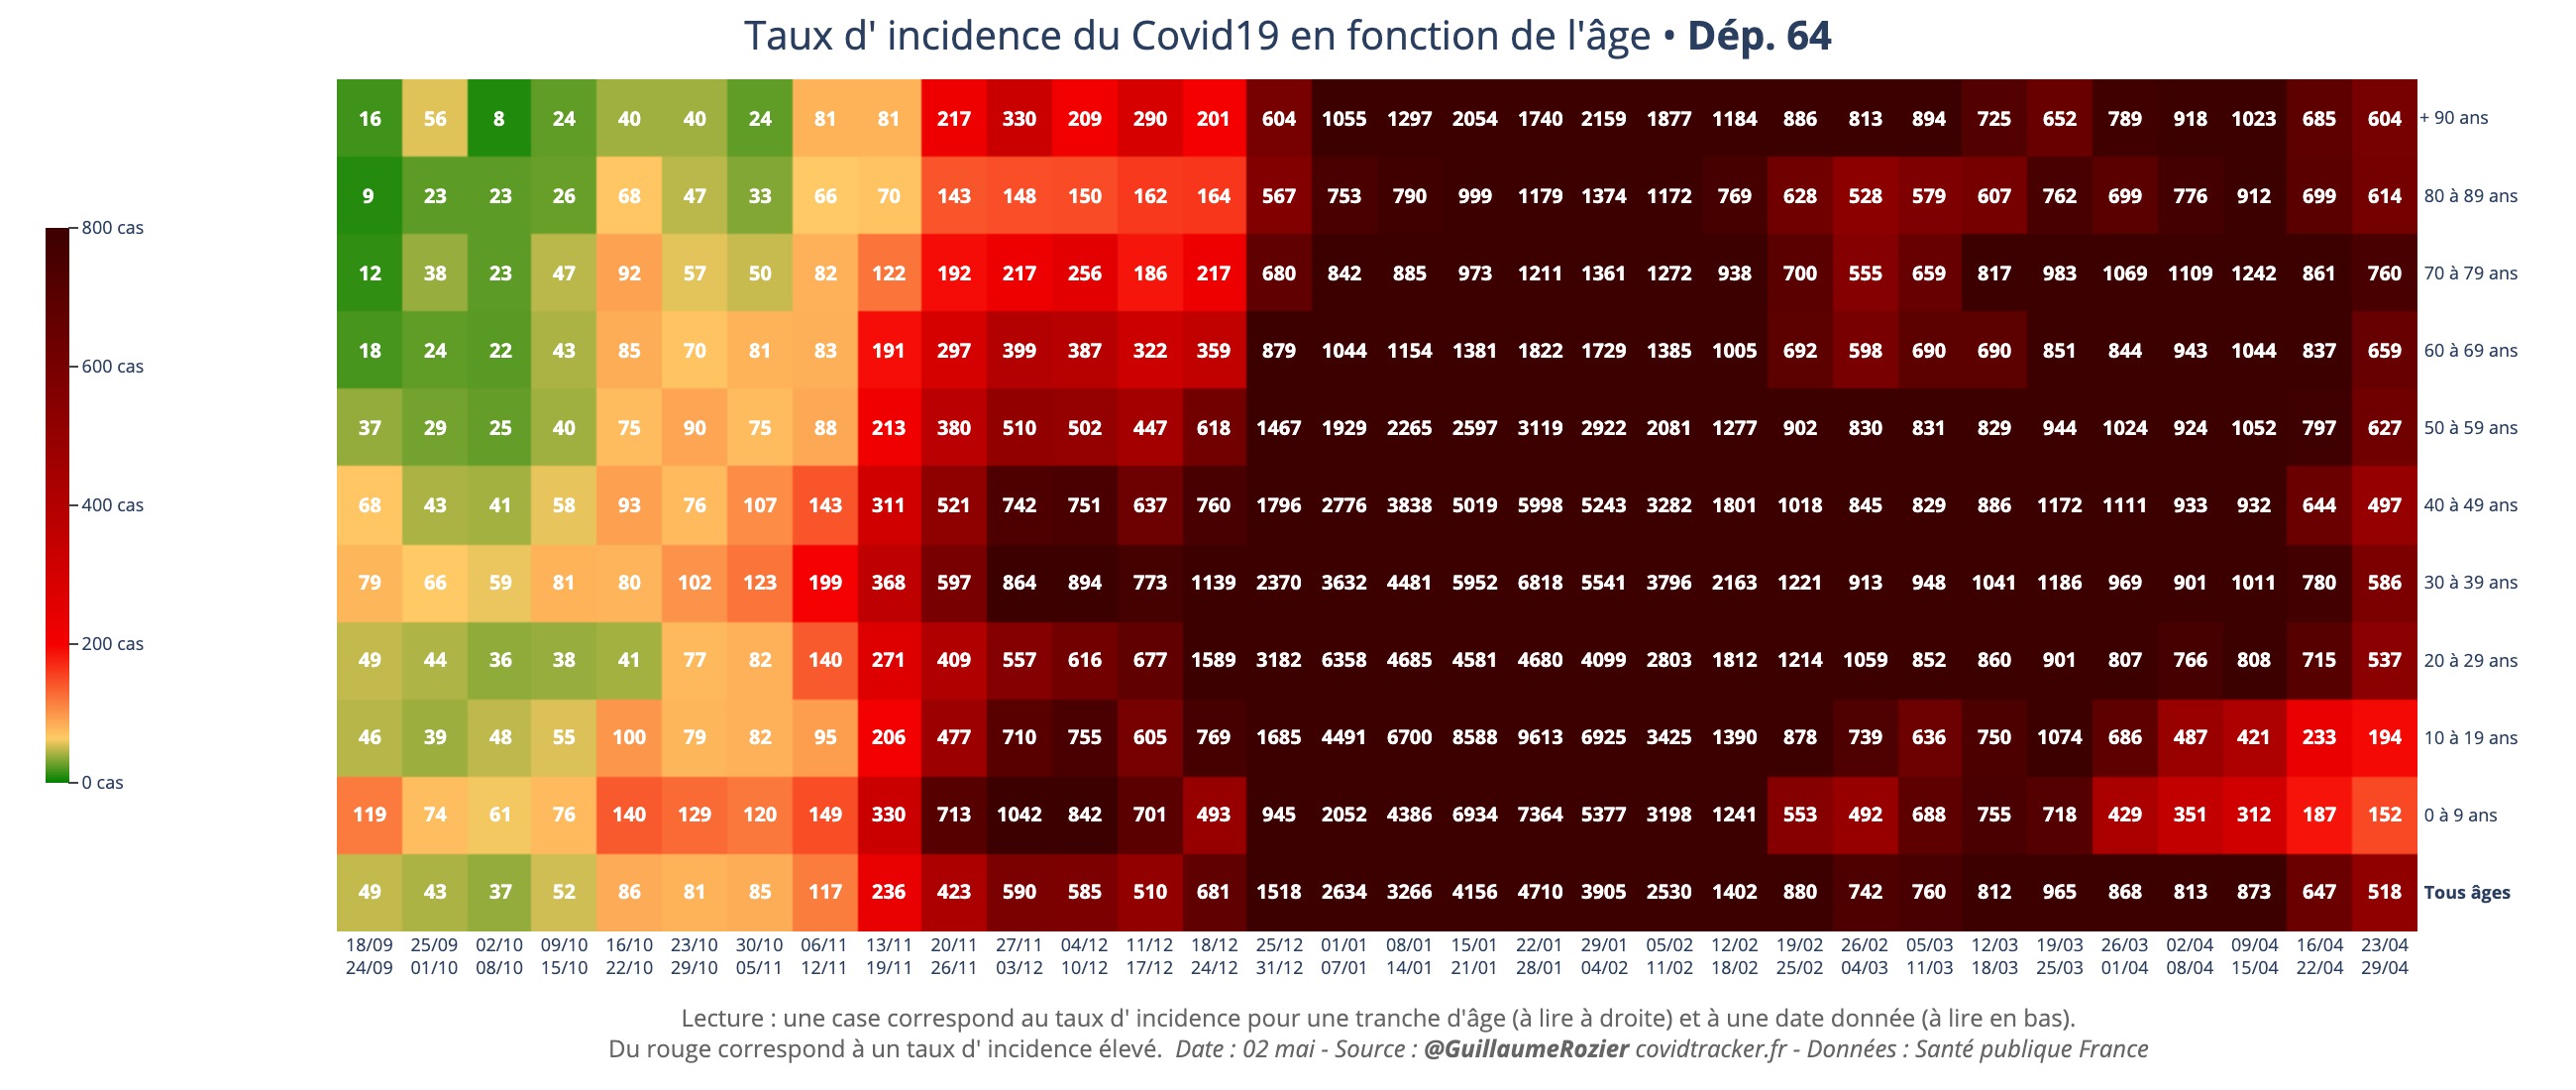 Taux d' incidence du Covid19 en fonction de l'âge • Dép. 64
800 cas
600 cas
400 cas
200 cas
0 cas
16 56 8 24 40 40 24 81 81 217 330 209 290 201 604 1055 1297 2054 1740 2159 1877 1184 886 813 894 725 652 789 918 1023 685 604 + 90 ans
9 23 23 26 68 47 33 66 70 143 148 150 162 164 567 753 790 999 1179 1374 1172 769 628 528 579 607 762 699 776 912 699 614 80 à 89 ans
12 38 23 47 92 57 50 82 122 192 217 256 186 217 680 842 885 973 1211 1361 1272 938 700 555 659 817 983 1069 1109 1242 861 760 70 à 79 ans
18 24 22 43 85 70 81 83 191 297 399 387 322 359 879 1044 1154 1381 1822 1729 1385 1005 692 598 690 690 851 844 943 1044 837 659 60 à 69 ans
37 29 25 40 75 90 75 88 213 380 510 502 447 618 1467 1929 2265 2597 3119 2922 2081 1277 902 830 831 829 944 1024 924 1052 797 627 50 à 59 ans
68 43 41 58 93 76 107 143 311 521 742 751 637 760 1796 2776 3838 5019 5998 5243 3282 1801 1018 845 829 886 1172 1111 933 932 644 497 40 à 49 ans
79 66 59 81 80 102 123 199 368 597 864 894 773 1139 2370 3632 4481 5952 6818 5541 3796 2163 1221 913 948 1041 1186 969 901 1011 780 586 30 à 39 ans
49 44 36 38 41 77 82 140 271 409 557 616 677 1589 3182 6358 4685 4581 4680 4099 2803 1812 1214 1059 852 860 901 807 766 808 715 537 20 à 29 ans
46 39 48 55 100 79 82 95 206 477 710 755 605 769 1685 4491 6700 8588 9613 6925 3425 1390 878 739 636 750 1074 686 487 421 233 194 10 à 19 ans
119 74 61 76 140 129 120 149 330 713 1042 842 701 493 945 2052 4386 6934 7364 5377 3198 1241 553 492 688 755 718 429 351 312 187 152 0 à 9 ans
49 43 37 52 86 81 85 117 236 423 590 585 510 681 1518 2634 3266 4156 4710 3905 2530 1402 880 742 760 812 965 868 813 873 647 518 Tous âges
18/09 25/09 02/10 09/10 16/10 23/10 30/10 06/11 13/11 20/11 27/11 04/12 11/12 18/12 25/12 01/01 08/01 15/01 22/01 29/01 05/02 12/02 19/02 26/02 05/03 12/03 19/03 26/03 02/04 09/04 16/04 23/04
24/09 01/10 08/10 15/10 22/10 29/10 05/11 12/11 19/11 26/11 03/12 10/12 17/12 24/12 31/12 07/01 14/01 21/01 28/01 04/02 11/02 18/02 25/02 04/03 11/03 18/03 25/03 01/04 08/04 15/04 22/04 29/04
Lecture : une case correspond au taux d' incidence pour une tranche d'âge (à lire à droite) et à une date donnée (à lire en bas).
Du rouge correspond à un taux d' incidence élevé. Date : 02 mai - Source : @GuillaumeRozier covidtracker.fr - Données : Santé publique France